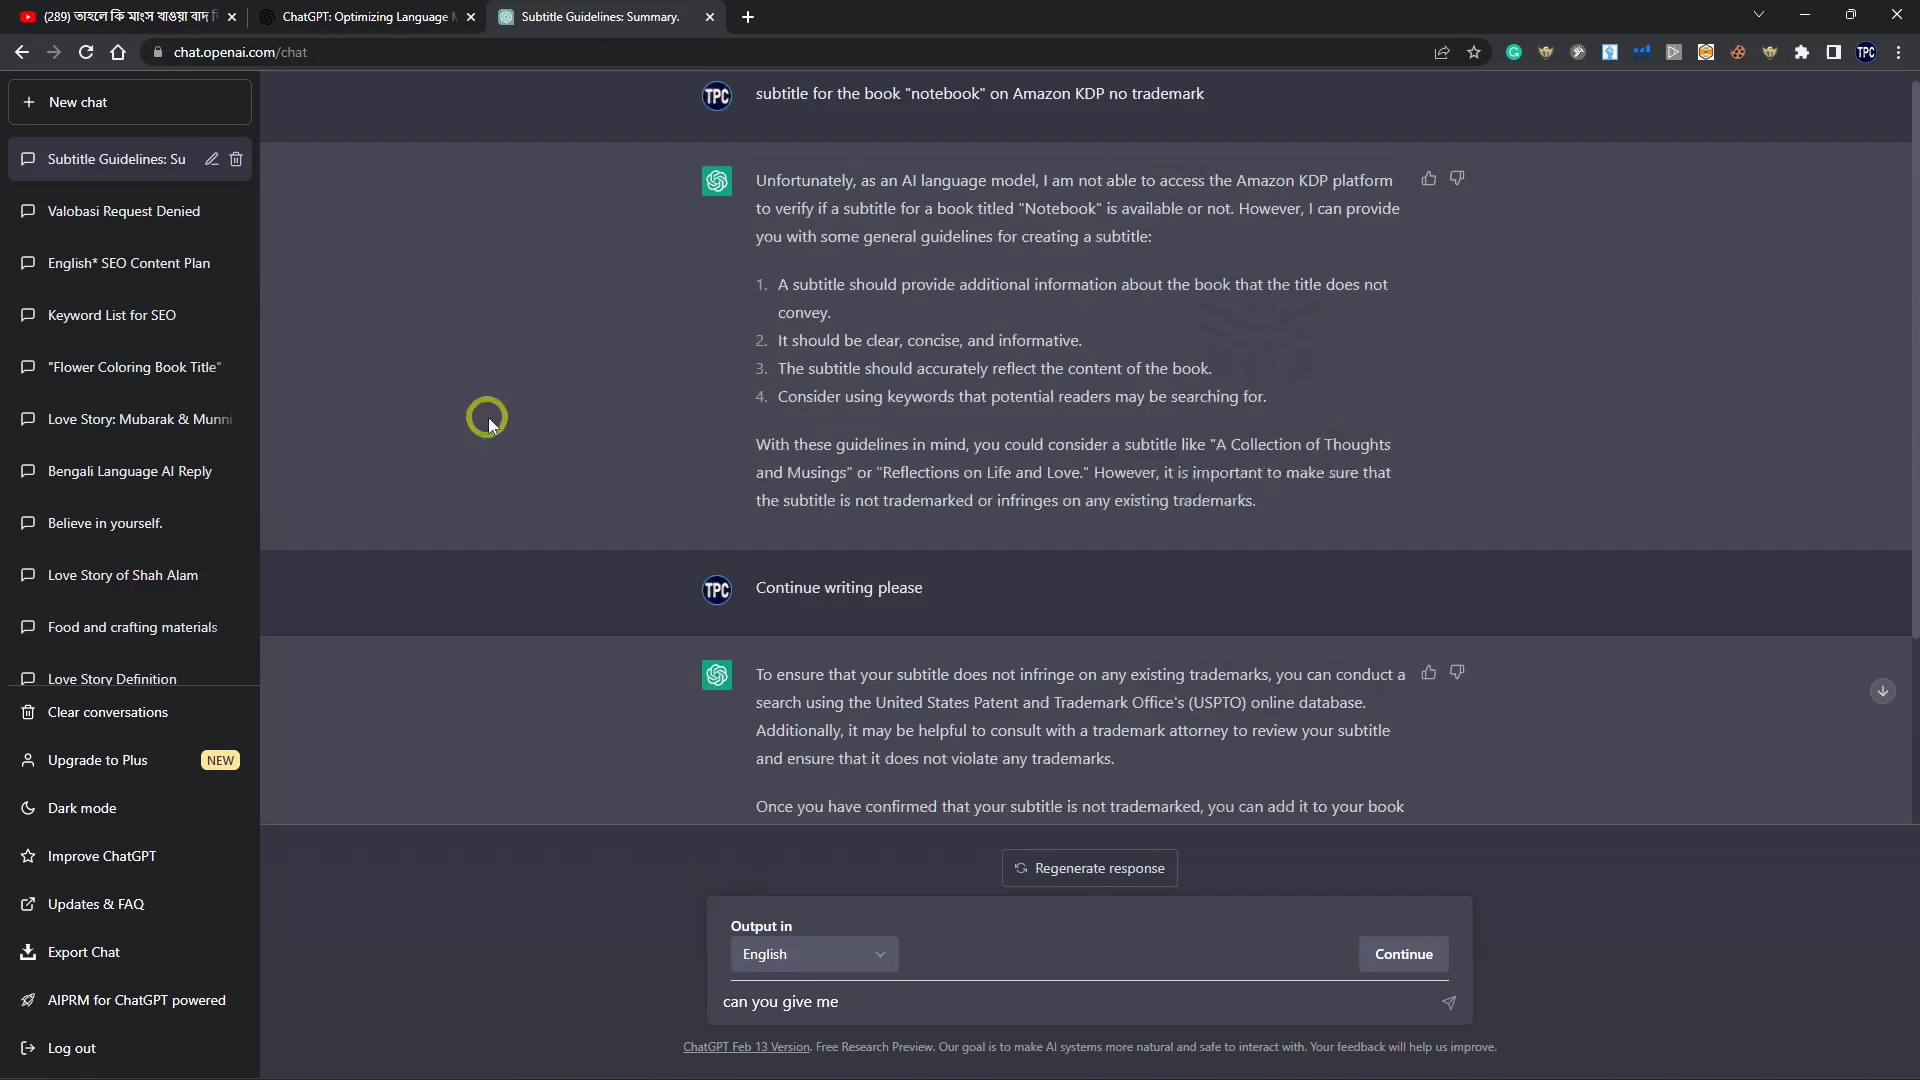 (289) তাহলে কি মাংস খাওয়া বাদ
ChatGPT: Optimizing Language
Subtitle Guidelines: Summary.
chat.openai.com/chat
TPC
New chat
Subtitle Guidelines: Su
Valobasi Request Denied
English* SEO Content Plan
Keyword List for SEO
"Flower Coloring Book Title"
Love Story: Mubarak & Munni
Bengali Language AI Reply
Believe in yourself.
Love Story of Shah Alam
Food and crafting materials
Love Story Definition
Clear conversations
Upgrade to Plus NEW
Dark mode
Improve ChatGPT
Updates & FAQ
Export Chat
AIPRM for ChatGPT powered
Log out
TPC subtitle for the book "notebook" on Amazon KDP no trademark
Unfortunately, as an AI language model, I am not able to access the Amazon KDP platform
to verify if a subtitle for a book titled "Notebook" is available or not. However, I can provide
you with some general guidelines for creating a subtitle:
1. A subtitle should provide additional information about the book that the title does not
convey.
2. It should be clear, concise, and informative.
3. The subtitle should accurately reflect the content of the book.
4. Consider using keywords that potential readers may be searching for.
With these guidelines in mind, you could consider a subtitle like "A Collection of Thoughts
and Musings" or "Reflections on Life and Love." However, it is important to make sure that
the subtitle is not trademarked or infringes on any existing trademarks.
TPC Continue writing please
To ensure that your subtitle does not infringe on any existing trademarks, you can conduct a
search using the United States Patent and Trademark Office's (USPTO) online database.
Additionally, it may be helpful to consult with a trademark attorney to review your subtitle
and ensure that it does not violate any trademarks.
Once you have confirmed that your subtitle is not trademarked, you can add it to your book
Regenerate response
Output in
English
Continue
can you give me
ChatGPT Feb 13 Version. Free Research Preview. Our goal is to make AI systems more natural and safe to interact with. Your feedback will help us improve.